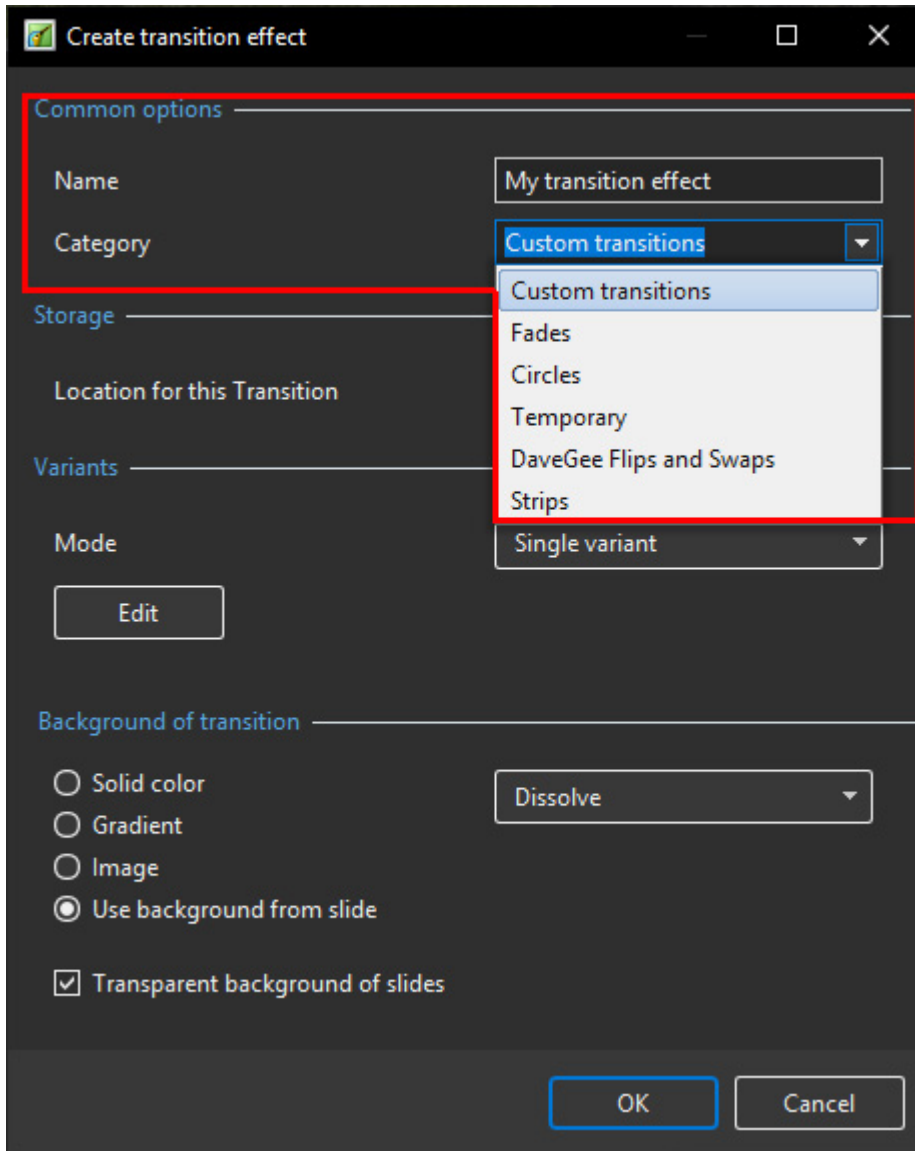 Create transition effect
Common options
Name
My transition effect
Category
Custom transitions
Custom transitions
Fades
Circles
Temporary
DaveGee Flips and Swaps
Strips
Storage
Location for this Transition
Variants
Mode
Single variant
Edit
Background of transition
Solid color
Dissolve
Gradient
Image
Use background from slide
Transparent background of slides
OK
Cancel